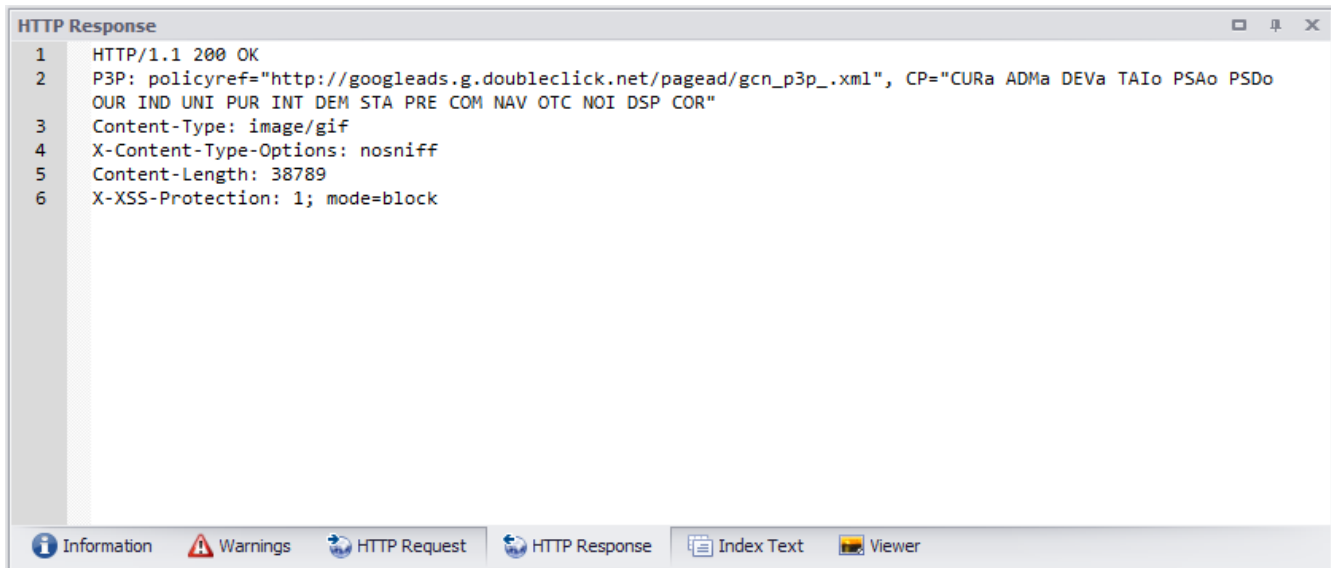 HTTP Response
1 HTTP/1.1 200 OK
2 P3P: policyref="http://googleads.g.doubleclick.net/pagead/gcn_p3p_.xml", CP="CURa ADMa DEVa TAIo PSAo PSDo
OUR IND UNI PUR INT DEM STA PRE COM NAV OTC NOI DSP COR"
3 Content-Type: image/gif
4 X-Content-Type-Options: nosniff
5 Content-Length: 38789
6 X-XSS-Protection: 1; mode=block
Information Warnings HTTP Request HTTP Response Index Text Viewer